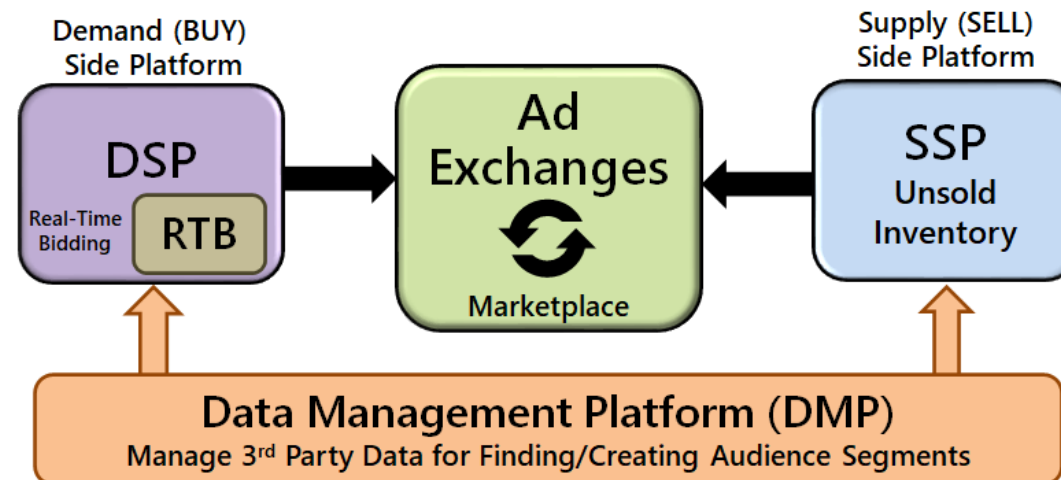 Demand (BUY)
Side Platform
DSP
Real-Time
Bidding
RTB
Ad
Exchanges
Marketplace
Supply (SELL)
Side Platform
SSP
Unsold
Inventory
Data Management Platform (DMP)
Manage 3rd Party Data for Finding/Creating Audience Segments